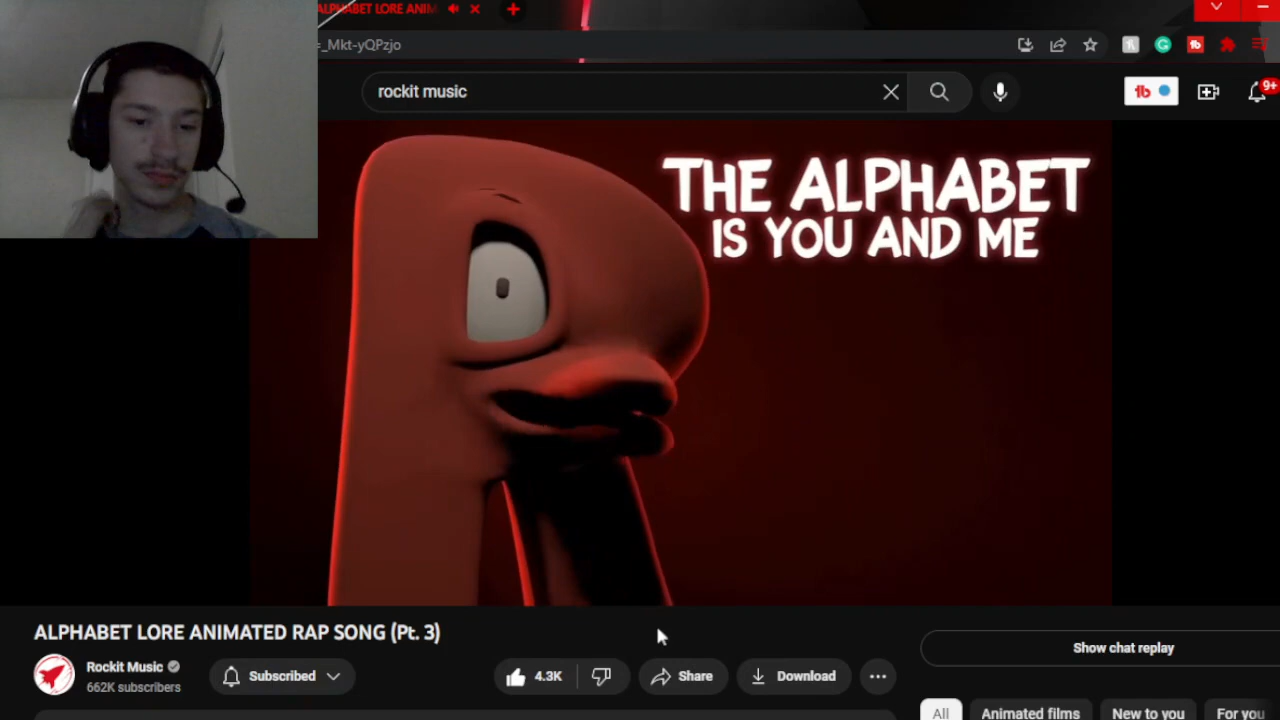 ALPHABET LORE ANIM
=_Mkt-yQPzjo
rockit music
9+
THE ALPHABET
IS YOU AND ME
ALPHABET LORE ANIMATED RAP SONG (Pt. 3)
Rockit Music
662K subscribers
Subscribed
4.3K
Share
Download
Show chat replay
All
Animated films
New to you
For you